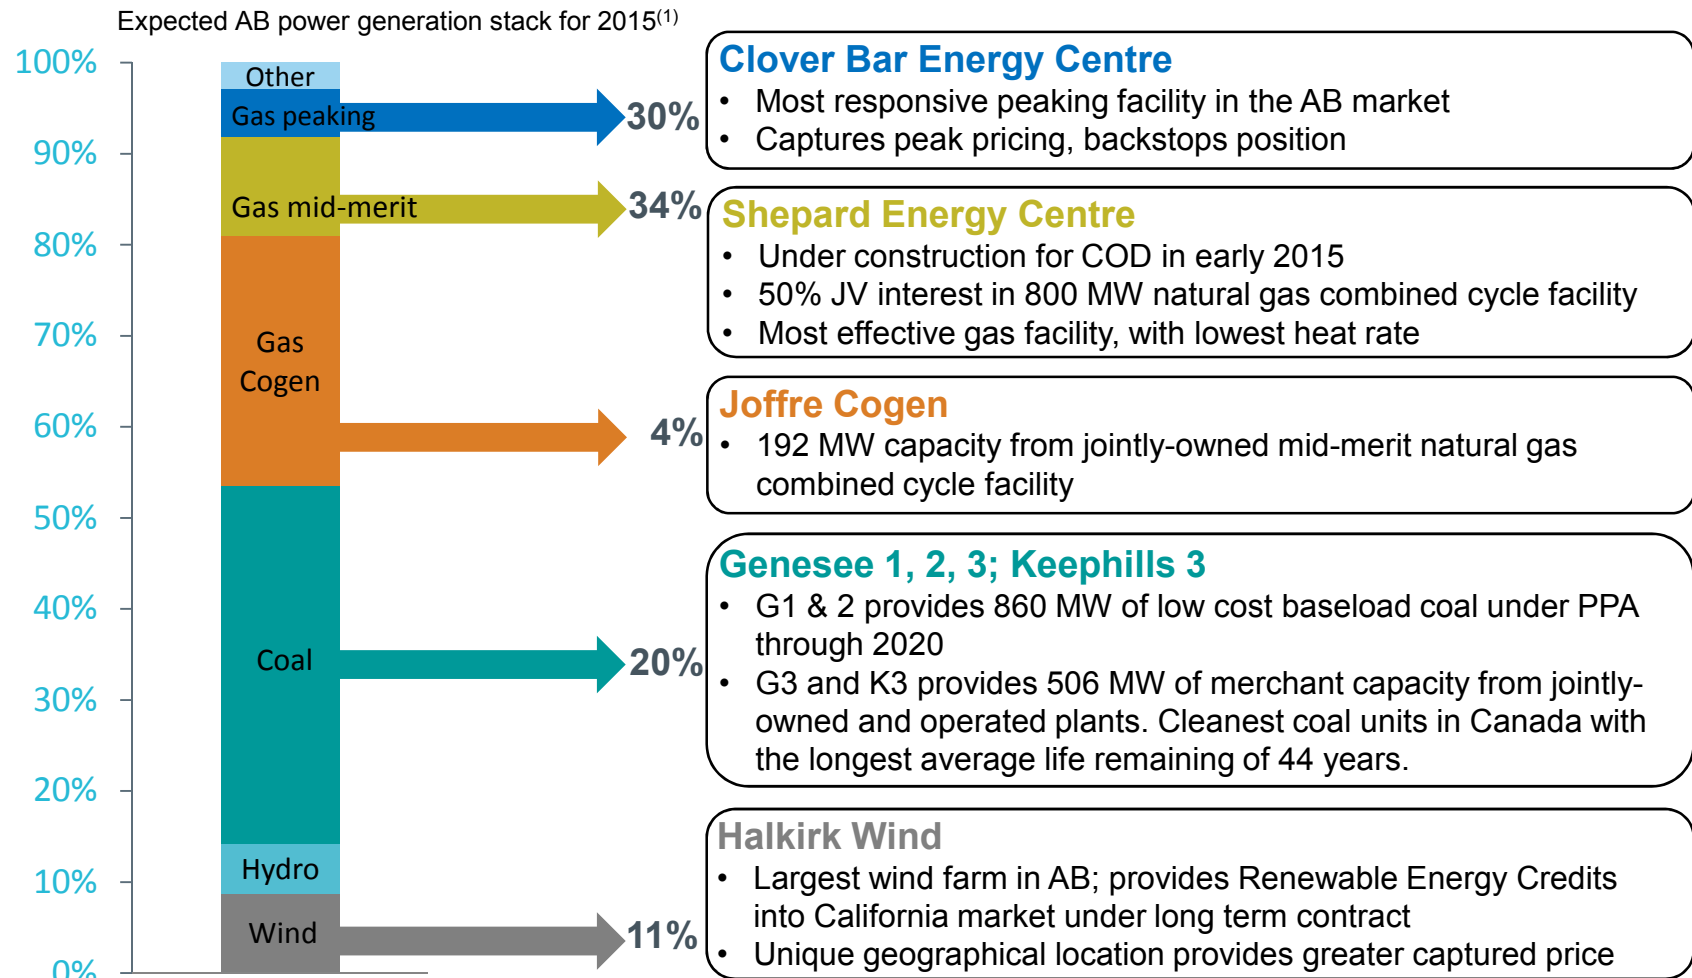 Expected AB power generation stack for 2015(1)
100%
90%
80%
70%
60%
50%
40%
30%
20%
10%
0%
Other
Gas peaking
Gas mid-merit
Gas
Cogen
Coal
Hydro
Wind
30%
Clover Bar Energy Centre
• Most responsive peaking facility in the AB market
• Captures peak pricing, backstops position
34%
Shepard Energy Centre
• Under construction for COD in early 2015
• 50% JV interest in 800 MW natural gas combined cycle facility
• Most effective gas facility, with lowest heat rate
4%
Joffre Cogen
• 192 MW capacity from jointly-owned mid-merit natural gas
combined cycle facility
20%
Genesee 1, 2, 3; Keephills 3
• G1 & 2 provides 860 MW of low cost baseload coal under PPA
through 2020
• G3 and K3 provides 506 MW of merchant capacity from jointly-
owned and operated plants. Cleanest coal units in Canada with
the longest average life remaining of 44 years.
11%
Halkirk Wind
• Largest wind farm in AB; provides Renewable Energy Credits
into California market under long term contract
• Unique geographical location provides greater captured price